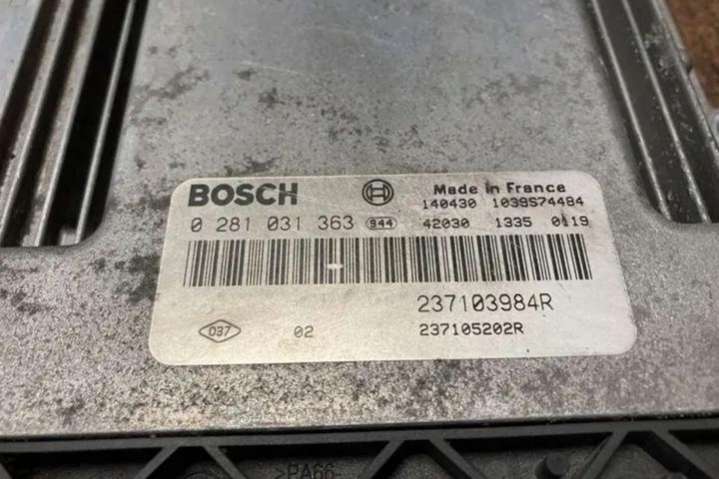 BOSCH Made in France
140430 1039S74484
0 281 031 363 944 42030 1335 0119
237103984R
037 02 237105202R
>PA66-